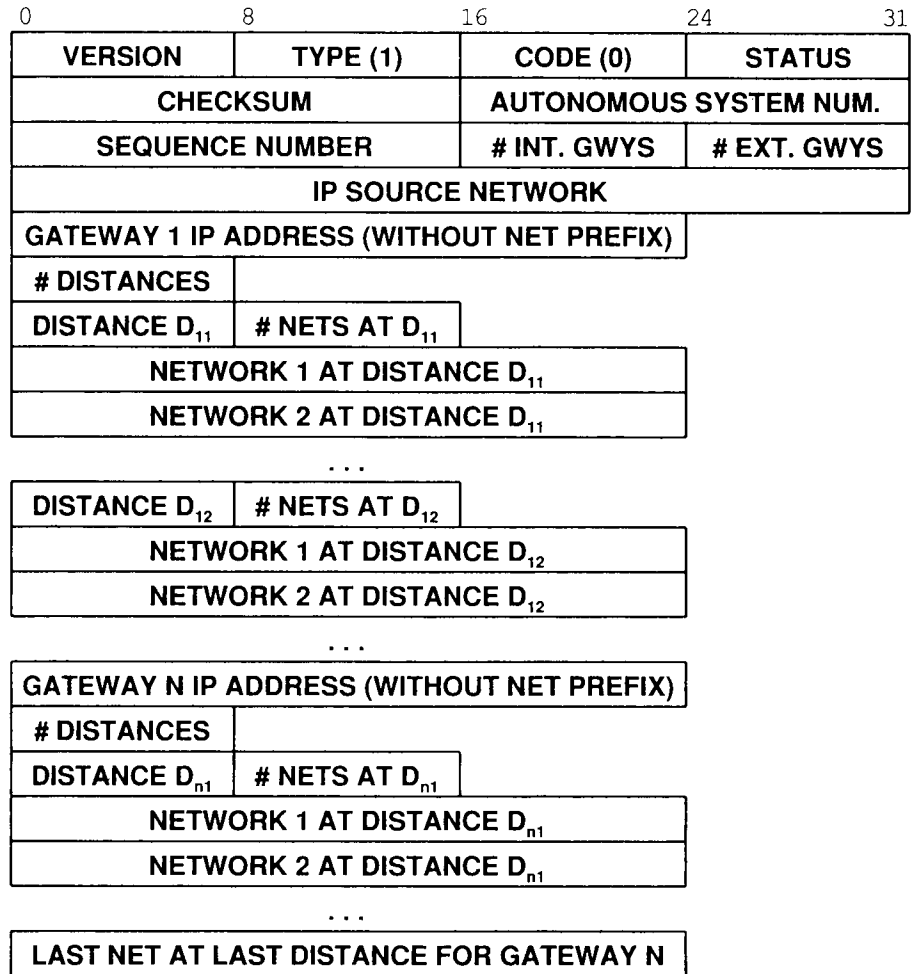 0 8 16 24 31
VERSION TYPE (1) CODE (0) STATUS
CHECKSUM AUTONOMOUS SYSTEM NUM.
SEQUENCE NUMBER # INT. GWYS # EXT. GWYS
IP SOURCE NETWORK
GATEWAY 1 IP ADDRESS (WITHOUT NET PREFIX)
# DISTANCES
DISTANCE D₁₁ # NETS AT D₁₁
NETWORK 1 AT DISTANCE D₁₁
NETWORK 2 AT DISTANCE D₁₁
. . .
DISTANCE D₁₂ # NETS AT D₁₂
NETWORK 1 AT DISTANCE D₁₂
NETWORK 2 AT DISTANCE D₁₂
. . .
GATEWAY N IP ADDRESS (WITHOUT NET PREFIX)
# DISTANCES
DISTANCE Dₙ₁ # NETS AT Dₙ₁
NETWORK 1 AT DISTANCE Dₙ₁
NETWORK 2 AT DISTANCE Dₙ₁
. . .
LAST NET AT LAST DISTANCE FOR GATEWAY N